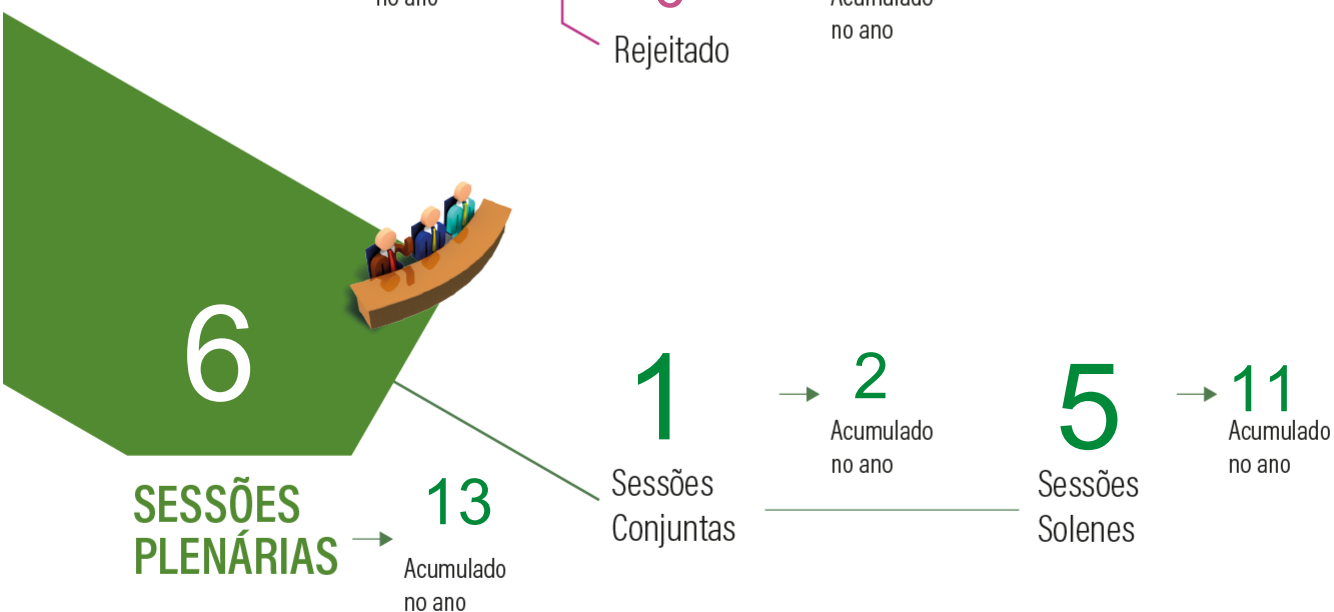 no ano
Rejeitado
Acumulado
no ano
6
SESSÕES
PLENÁRIAS
13
Acumulado
no ano
1
Sessões
Conjuntas
2
Acumulado
no ano
5
Sessões
Solenes
11
Acumulado
no ano